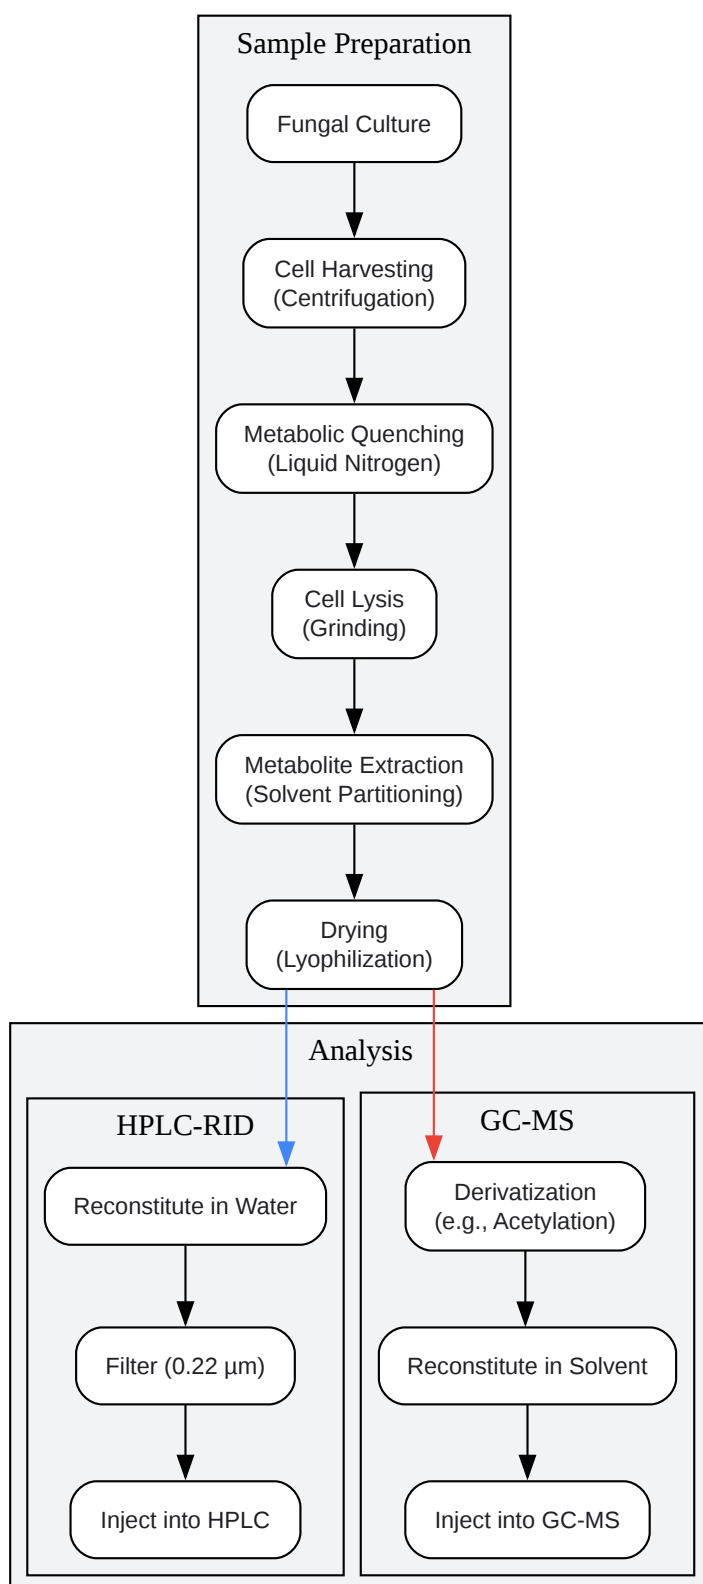 Sample Preparation
Fungal Culture
Cell Harvesting
(Centrifugation)
Metabolic Quenching
(Liquid Nitrogen)
Cell Lysis
(Grinding)
Metabolite Extraction
(Solvent Partitioning)
Drying
(Lyophilization)
Analysis
HPLC-RID
Reconstitute in Water
Filter (0.22 µm)
Inject into HPLC
GC-MS
Derivatization
(e.g., Acetylation)
Reconstitute in Solvent
Inject into GC-MS